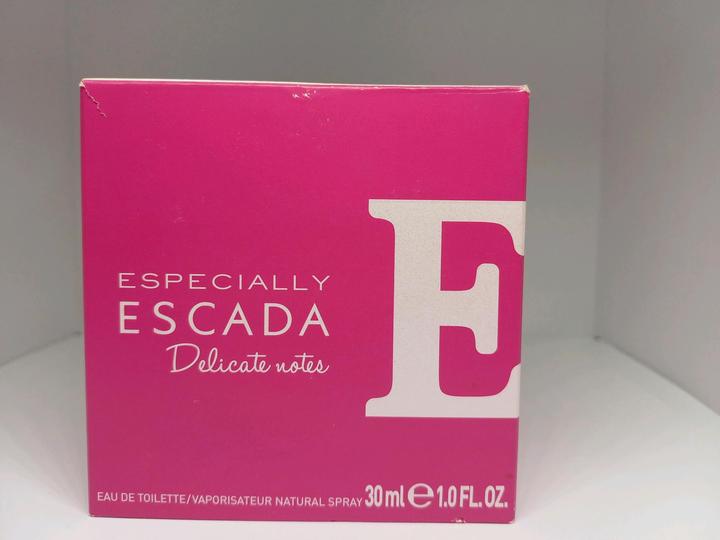 E
ESPECIALLY
ESCADA
Delicate notes
EAU DE TOILETTE/VAPORISATEUR NATURAL SPRAY 30 ml ℮ 1.0 FL. OZ.